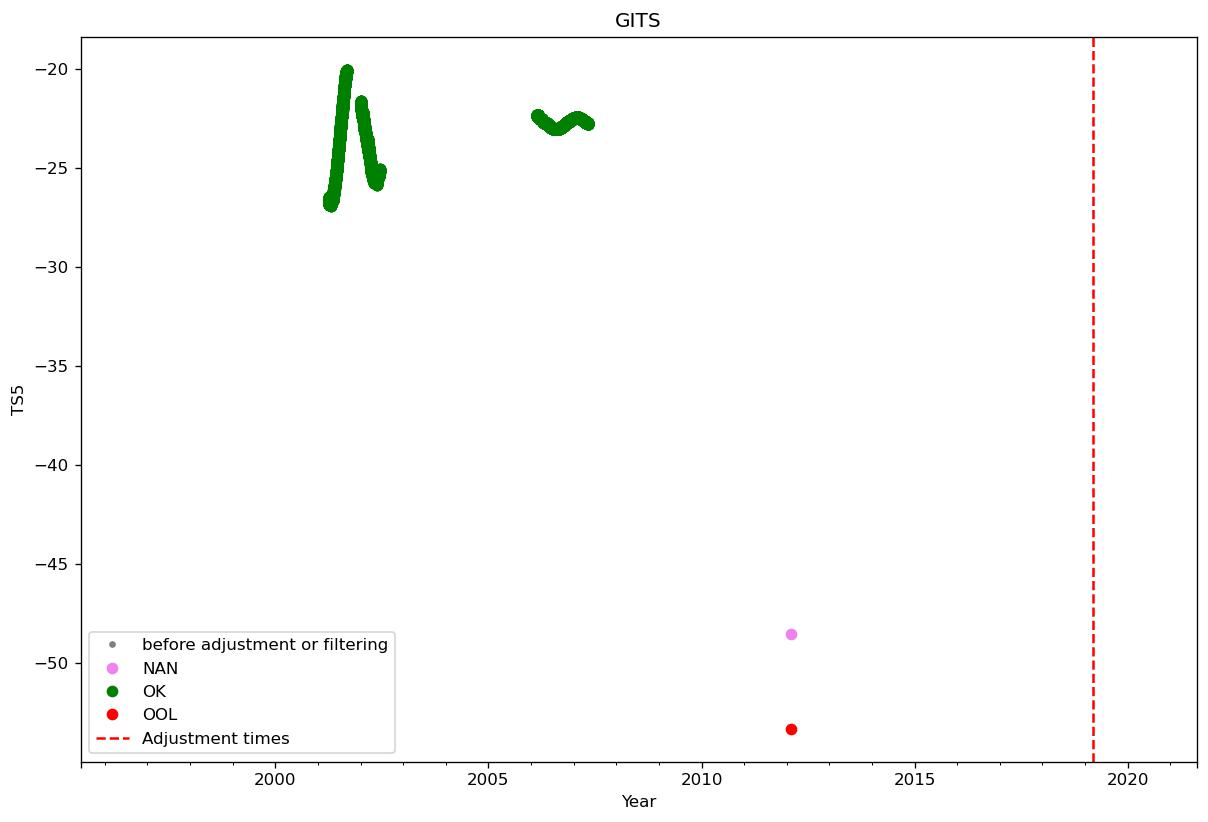 GITS
TS5
−20
−25
−30
−35
−40
−45
−50
before adjustment or filtering
NAN
OK
OOL
Adjustment times
2000
2005
2010
2015
2020
Year